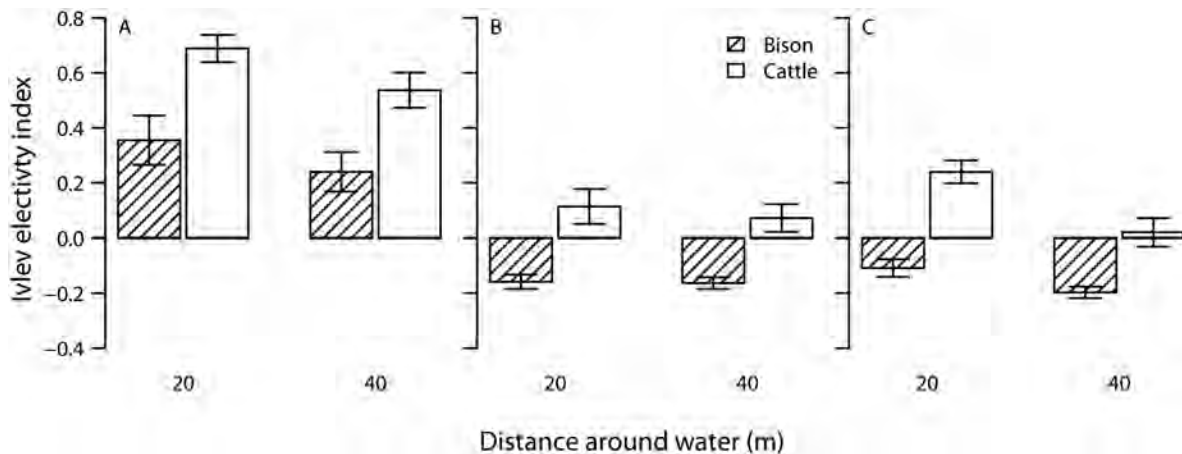 A
B
C
Bison
Cattle
0.8
0.6
0.4
0.2
0.0
−0.2
−0.4
Ivlev electivty index
20
40
20
40
20
40
Distance around water (m)